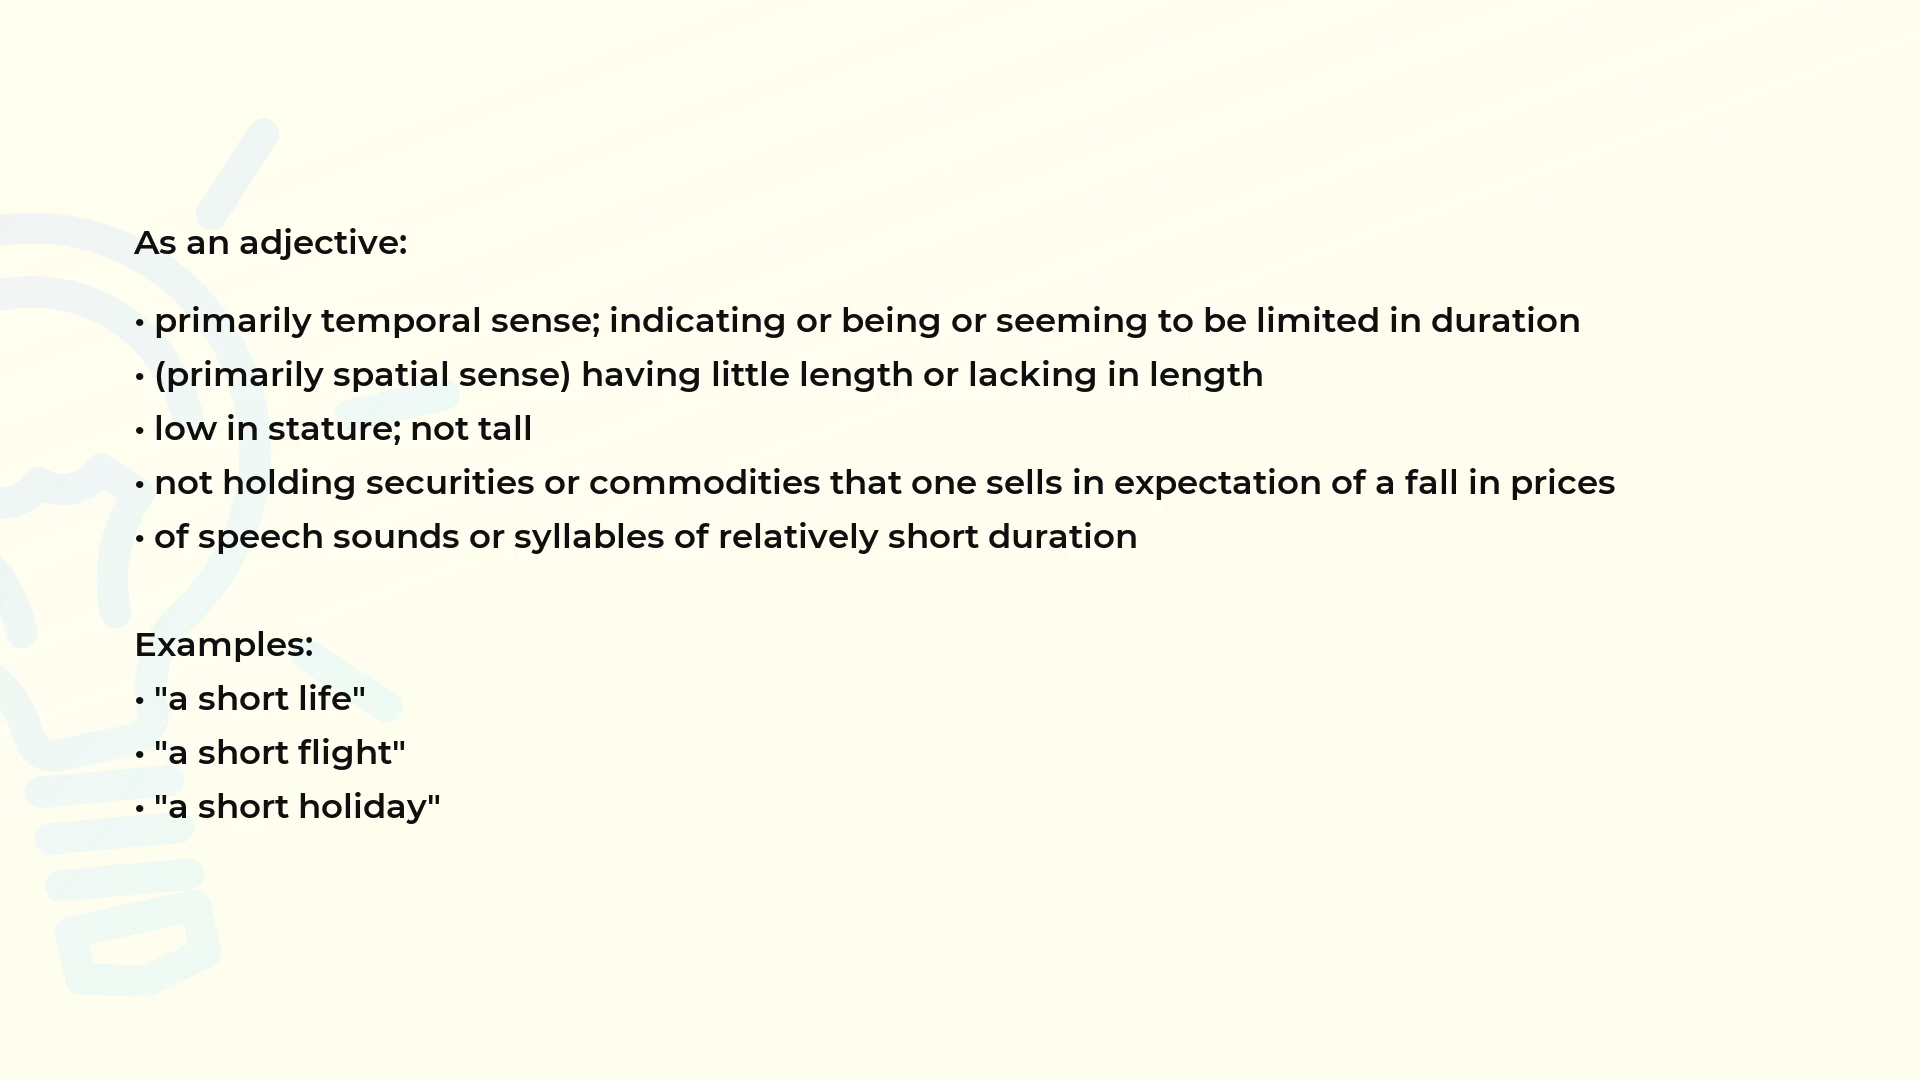 As an adjective:
• primarily temporal sense; indicating or being or seeming to be limited in duration
• (primarily spatial sense) having little length or lacking in length
• low in stature; not tall
• not holding securities or commodities that one sells in expectation of a fall in prices
• of speech sounds or syllables of relatively short duration
Examples:
• "a short life"
• "a short flight"
• "a short holiday"